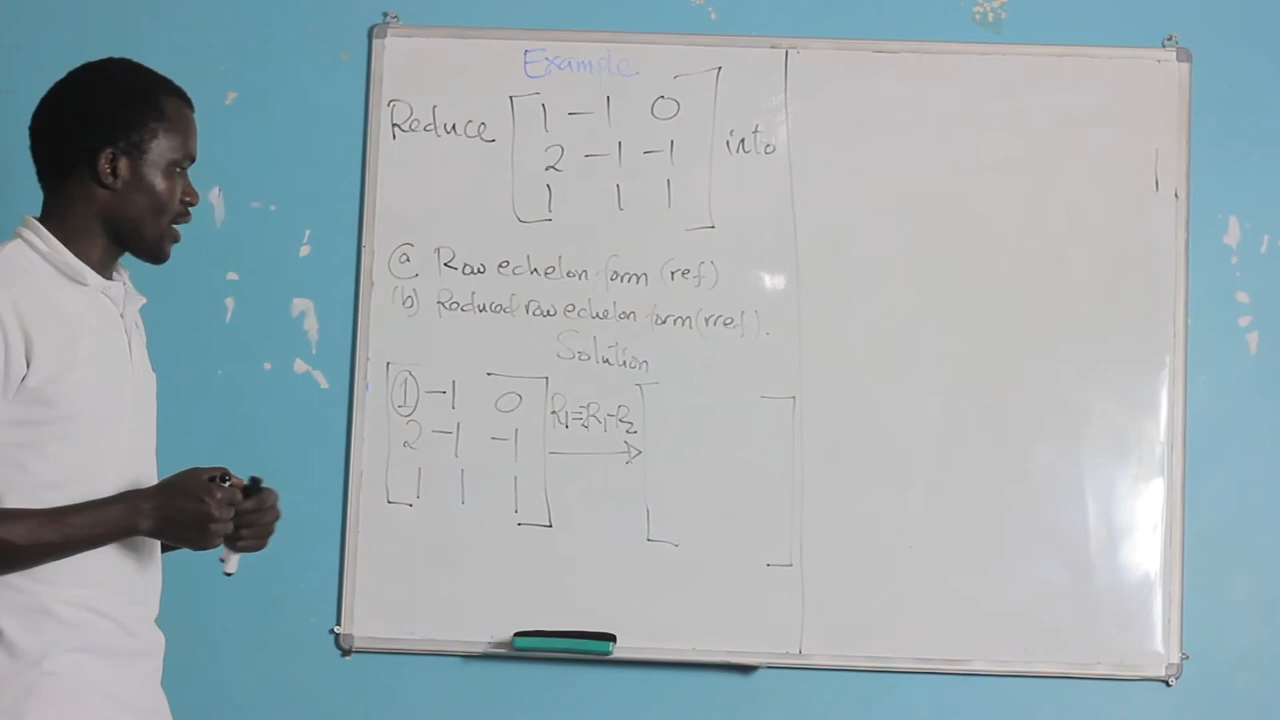 Example
Reduce [1 -1 0] into
[2 -1 -1]
[1 1 1]
(a) Row echelon form (ref)
(b) Reduced row echelon form (rref).
Solution
[1 -1 0] R1=2R1-R2 → [ ]
[2 -1 -1]
[1 1 1]